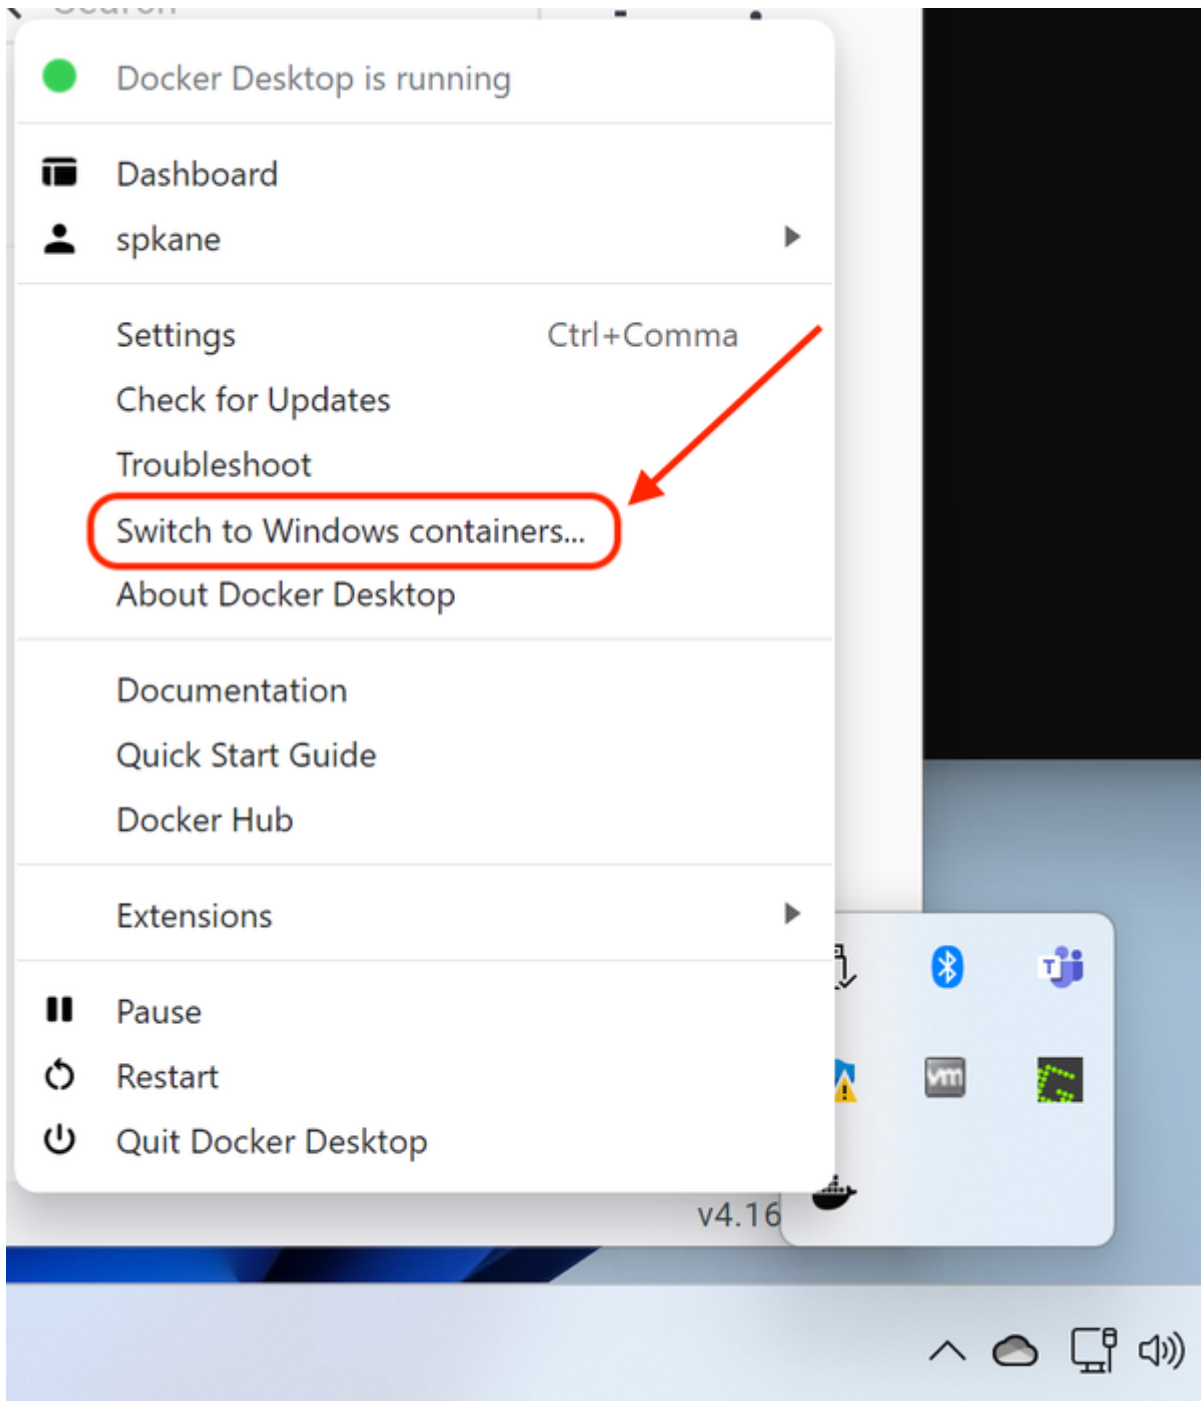 Docker Desktop is running
Dashboard
spkane
Settings Ctrl+Comma
Check for Updates
Troubleshoot
Switch to Windows containers...
About Docker Desktop
Documentation
Quick Start Guide
Docker Hub
Extensions
Pause
Restart
Quit Docker Desktop
T
vm
v4.16